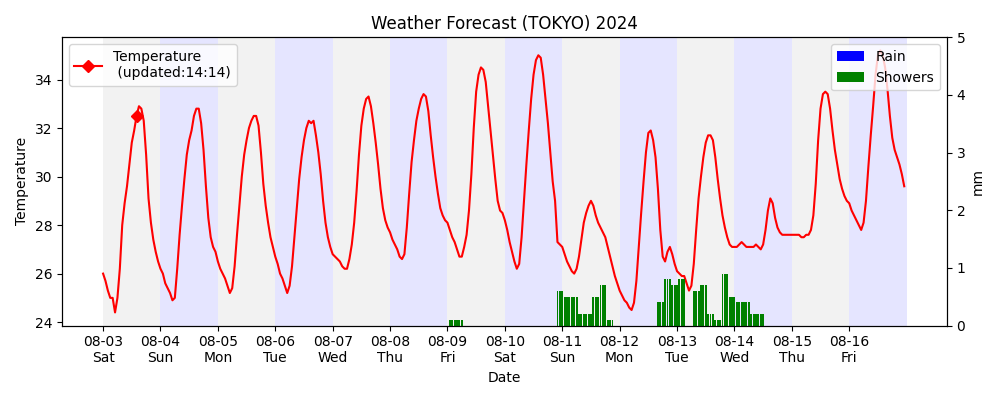 Weather Forecast (TOKYO) 2024
Temperature
(updated:14:14)
Rain
Showers
Temperature
34
32
30
28
26
24
5
4
3
2
1
0
mm
08-03 08-04 08-05 08-06 08-07 08-08 08-09 08-10 08-11 08-12 08-13 08-14 08-15 08-16
Sat Sun Mon Tue Wed Thu Fri Sat Sun Mon Tue Wed Thu Fri
Date